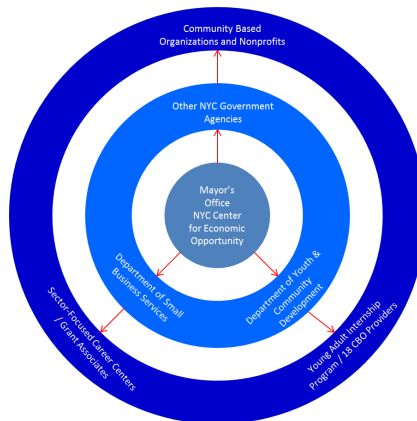 Community Based
Organizations and Nonprofits
Other NYC Government
Agencies
Mayor's
Office
NYC Center
for Economic
Opportunity
Department of Small
Business Services
Department of Youth &
Community
Development
Sector-Focused Career Centers
/ Grant Associates
Young Adult Internship
Program / 18 CBO Providers